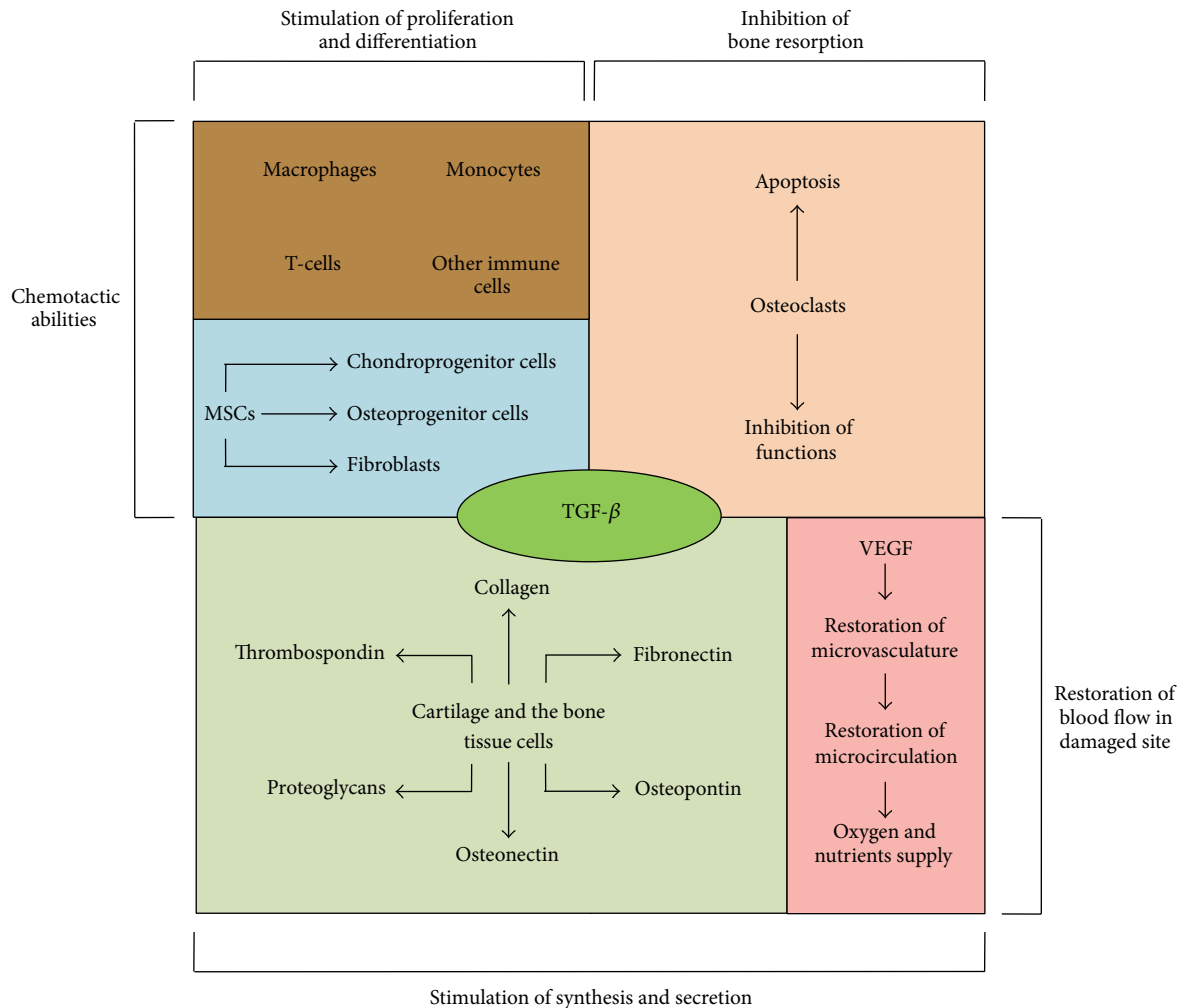 Stimulation of proliferation
and differentiation
Inhibition of
bone resorption
Chemotactic
abilities
Macrophages
Monocytes
T-cells
Other immune
cells
MSCs
Chondroprogenitor cells
Osteoprogenitor cells
Fibroblasts
Apoptosis
Osteoclasts
Inhibition of
functions
TGF-β
Collagen
Thrombospondin
Fibronectin
Cartilage and the bone
tissue cells
Proteoglycans
Osteopontin
Osteonectin
VEGF
Restoration of
microvasculature
Restoration of
microcirculation
Oxygen and
nutrients supply
Restoration of
blood flow in
damaged site
Stimulation of synthesis and secretion